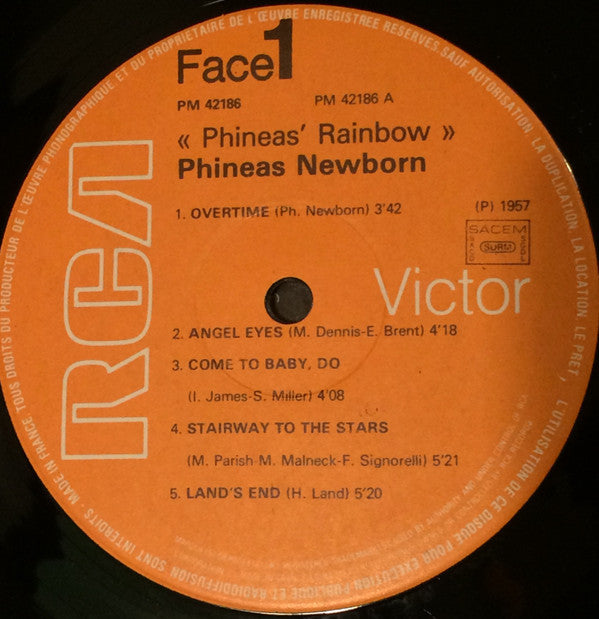 Face 1
PM 42186
PM 42186 A
« Phineas' Rainbow »
Phineas Newborn
1. OVERTIME (Ph. Newborn) 3'42
(P) 1957
SACEM
SDRM
RCA
Victor
2. ANGEL EYES (M. Dennis-E. Brent) 4'18
3. COME TO BABY, DO
(I. James-S. Miller) 4'08
4. STAIRWAY TO THE STARS
(M. Parish-M. Malneck-F. Signorelli) 5'21
5. LAND'S END (H. Land) 5'20
MADE IN FRANCE. TOUS DROITS DU PRODUCTEUR DE L'ŒUVRE PHONOGRAPHIQUE ET DU PROPRIETAIRE DE L'ŒUVRE ENREGISTREE RESERVES. SAUF AUTORISATION, LA DUPLICATION, LA LOCATION, LE PRET, L'UTILISATION DE CE DISQUE POUR EXECUTION PUBLIQUE ET RADIODIFFUSION SONT INTERDITS -